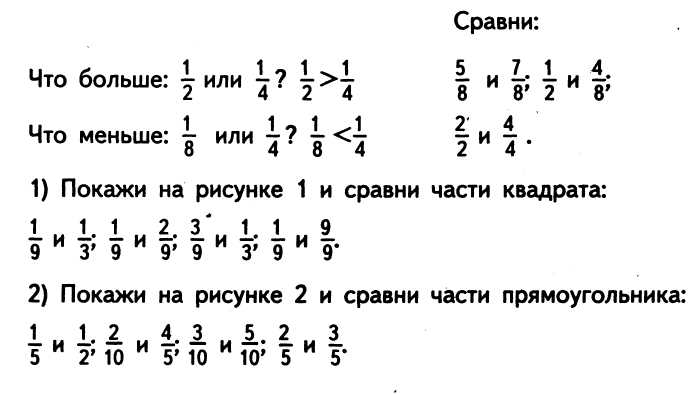 Сравни:
Что больше: 1/2 или 1/4? 1/2 > 1/4 5/8 и 7/8; 1/2 и 4/8;
Что меньше: 1/8 или 1/4? 1/8 < 1/4 2/2 и 4/4.
1) Покажи на рисунке 1 и сравни части квадрата:
1/9 и 1/3; 1/9 и 2/9; 3/9 и 1/3; 1/9 и 9/9.
2) Покажи на рисунке 2 и сравни части прямоугольника:
1/5 и 1/2; 2/10 и 4/5; 3/10 и 5/10; 2/5 и 3/5.